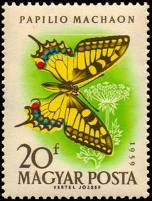 PAPILIO MACHAON
1959
20f
MAGYAR POSTA
VERTEL JÓZSEF